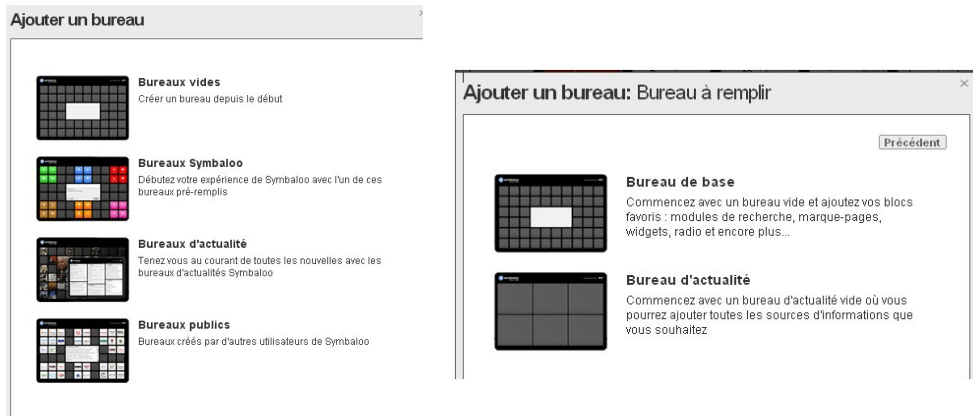 Ajouter un bureau
Bureaux vides
Créer un bureau depuis le début
Bureaux Symbaloo
Débutez votre expérience de Symbaloo avec l'un de ces
bureaux pré-remplis
Bureaux d'actualité
Tenez vous au courant de toutes les nouvelles avec les
bureaux d'actualités Symbaloo
Bureaux publics
Bureaux créés par d'autres utilisateurs de Symbaloo
Ajouter un bureau: Bureau à remplir
Précédent
Bureau de base
Commencez avec un bureau vide et ajoutez vos blocs
favoris : modules de recherche, marque-pages,
widgets, radio et encore plus...
Bureau d'actualité
Commencez avec un bureau d'actualité vide où vous
pourrez ajouter toutes les sources d'informations que
vous souhaitez